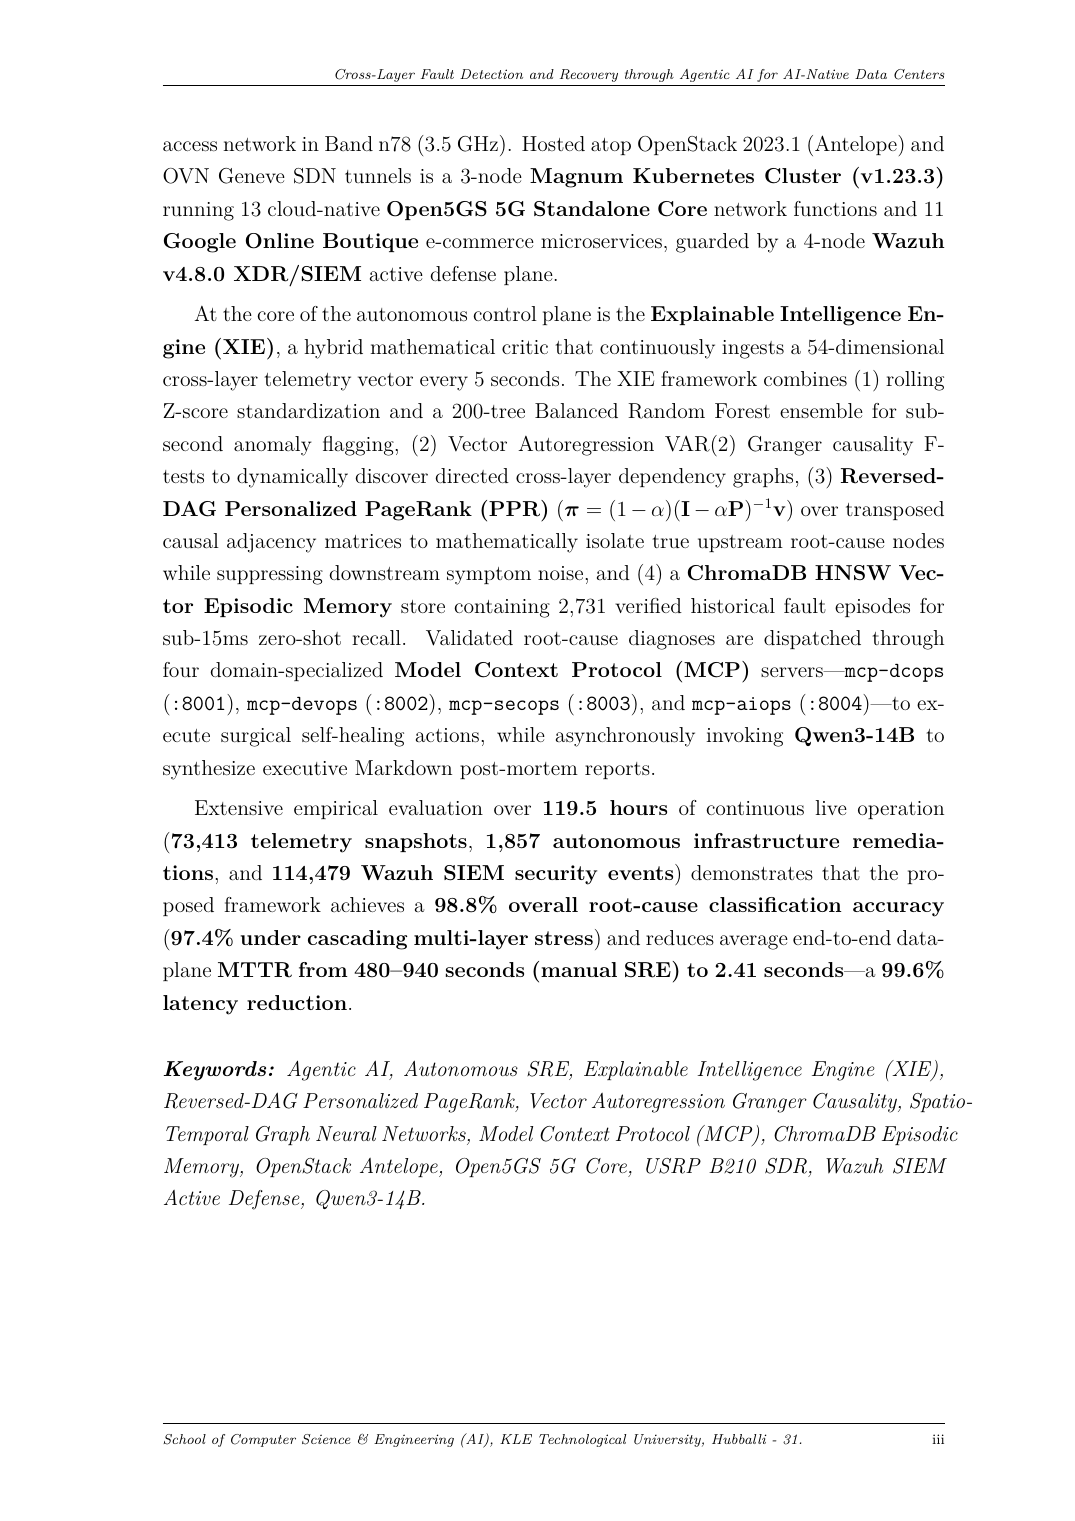 Cross-Layer Fault Detection and Recovery through Agentic AI for AI-Native Data Centers
access network in Band n78 (3.5 GHz). Hosted atop OpenStack 2023.1 (Antelope) and
OVN Geneve SDN tunnels is a 3-node Magnum Kubernetes Cluster (v1.23.3)
running 13 cloud-native Open5GS 5G Standalone Core network functions and 11
Google Online Boutique e-commerce microservices, guarded by a 4-node Wazuh
v4.8.0 XDR/SIEM active defense plane.
At the core of the autonomous control plane is the Explainable Intelligence En-
gine (XIE), a hybrid mathematical critic that continuously ingests a 54-dimensional
cross-layer telemetry vector every 5 seconds. The XIE framework combines (1) rolling
Z-score standardization and a 200-tree Balanced Random Forest ensemble for sub-
second anomaly flagging, (2) Vector Autoregression VAR(2) Granger causality F-
tests to dynamically discover directed cross-layer dependency graphs, (3) Reversed-
DAG Personalized PageRank (PPR) (π = (1 − α)(I − αP)⁻¹v) over transposed
causal adjacency matrices to mathematically isolate true upstream root-cause nodes
while suppressing downstream symptom noise, and (4) a ChromaDB HNSW Vec-
tor Episodic Memory store containing 2,731 verified historical fault episodes for
sub-15ms zero-shot recall. Validated root-cause diagnoses are dispatched through
four domain-specialized Model Context Protocol (MCP) servers—mcp-dcops
(:8001), mcp-devops (:8002), mcp-secops (:8003), and mcp-aiops (:8004)—to ex-
ecute surgical self-healing actions, while asynchronously invoking Qwen3-14B to
synthesize executive Markdown post-mortem reports.
Extensive empirical evaluation over 119.5 hours of continuous live operation
(73,413 telemetry snapshots, 1,857 autonomous infrastructure remedia-
tions, and 114,479 Wazuh SIEM security events) demonstrates that the pro-
posed framework achieves a 98.8% overall root-cause classification accuracy
(97.4% under cascading multi-layer stress) and reduces average end-to-end data-
plane MTTR from 480–940 seconds (manual SRE) to 2.41 seconds—a 99.6%
latency reduction.
Keywords: Agentic AI, Autonomous SRE, Explainable Intelligence Engine (XIE),
Reversed-DAG Personalized PageRank, Vector Autoregression Granger Causality, Spatio-
Temporal Graph Neural Networks, Model Context Protocol (MCP), ChromaDB Episodic
Memory, OpenStack Antelope, Open5GS 5G Core, USRP B210 SDR, Wazuh SIEM
Active Defense, Qwen3-14B.
School of Computer Science & Engineering (AI), KLE Technological University, Hubballi - 31. iii